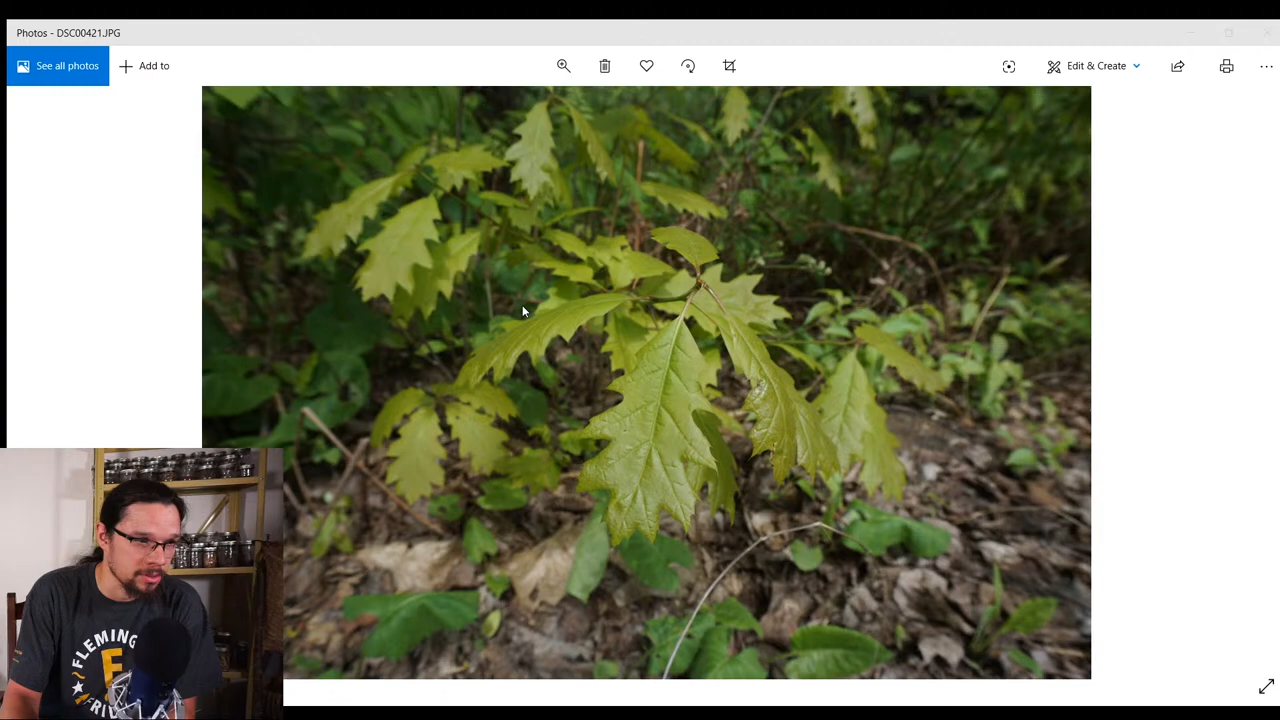 Photos - DSC00421.JPG
See all photos
Add to
Edit & Create
FLEMING
F